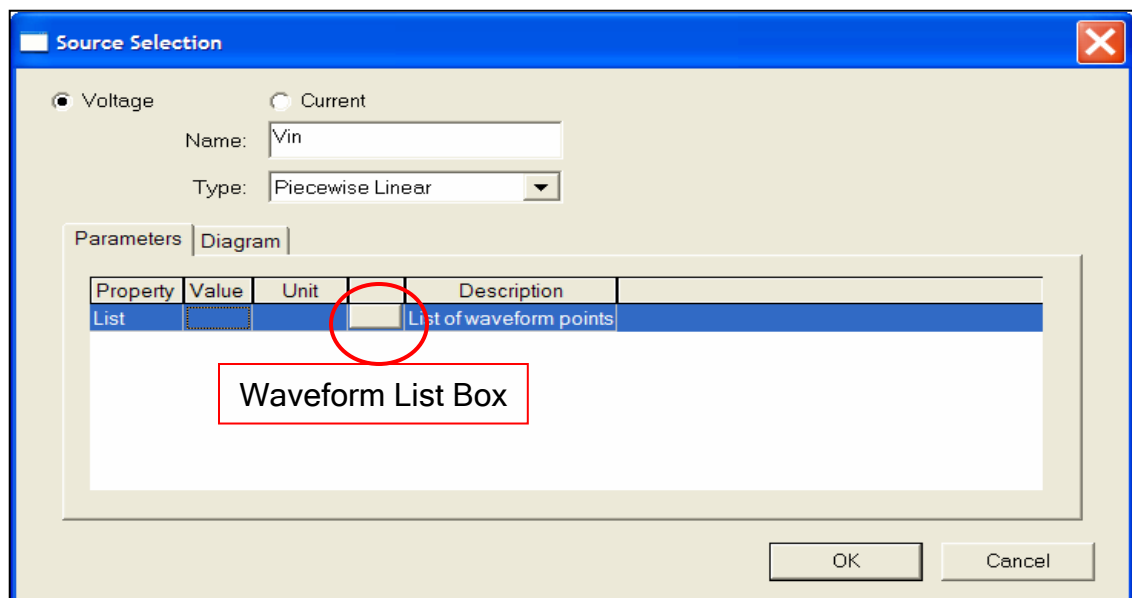 Source Selection
Voltage Current
Name: Vin
Type: Piecewise Linear
Parameters Diagram
Property Value Unit Description
List List of waveform points
Waveform List Box
OK Cancel